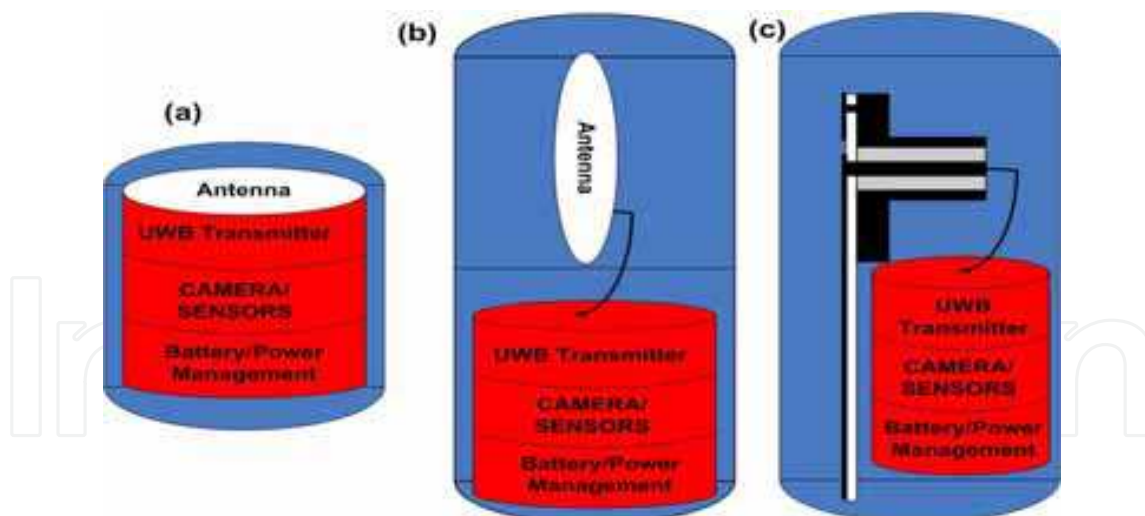 (a)
Antenna
UWB Transmitter
CAMERA/
SENSORS
Battery/Power
Management
(b)
Antenna
UWB Transmitter
CAMERA/
SENSORS
Battery/Power
Management
(c)
UWB
Transmitter
CAMERA/
SENSORS
Battery/Power
Management